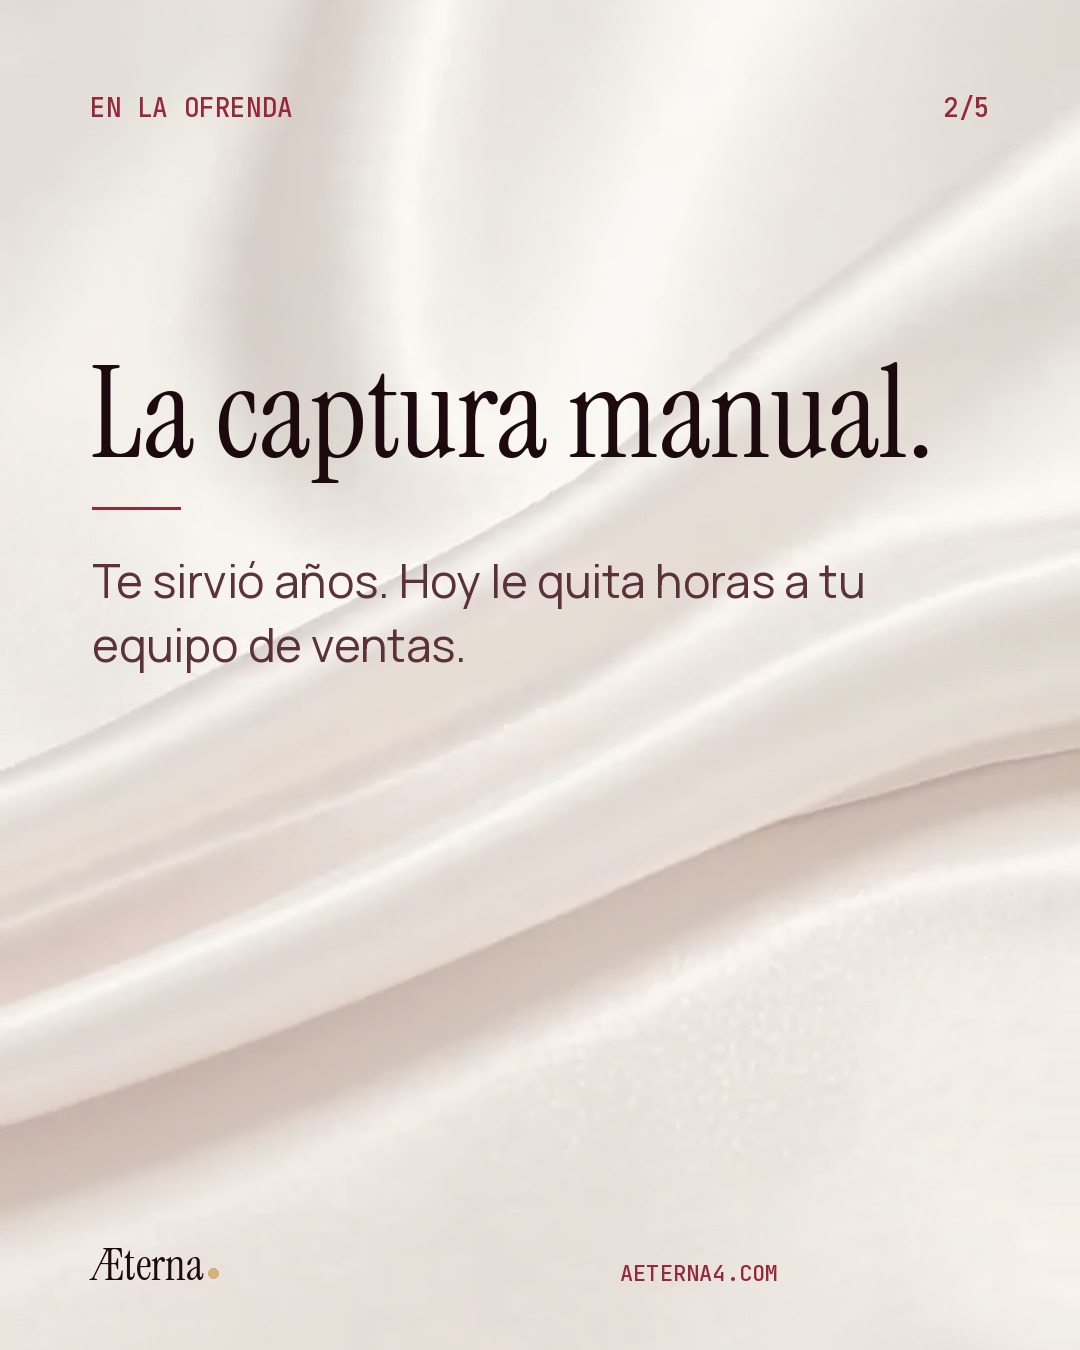 EN LA OFRENDA
2/5
La captura manual.
Te sirvió años. Hoy le quita horas a tu
equipo de ventas.
Æterna
AETERNA4.COM